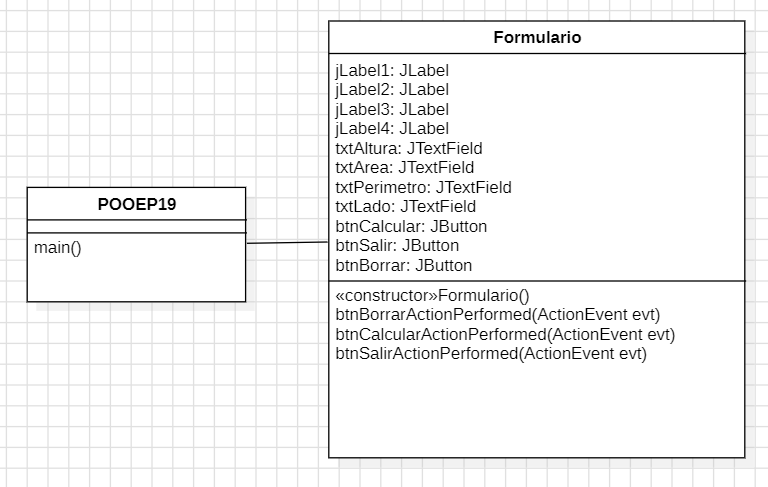 POOEP19
main()
Formulario
jLabel1: JLabel
jLabel2: JLabel
jLabel3: JLabel
jLabel4: JLabel
txtAltura: JTextField
txtArea: JTextField
txtPerimetro: JTextField
txtLado: JTextField
btnCalcular: JButton
btnSalir: JButton
btnBorrar: JButton
«constructor»Formulario()
btnBorrarActionPerformed(ActionEvent evt)
btnCalcularActionPerformed(ActionEvent evt)
btnSalirActionPerformed(ActionEvent evt)